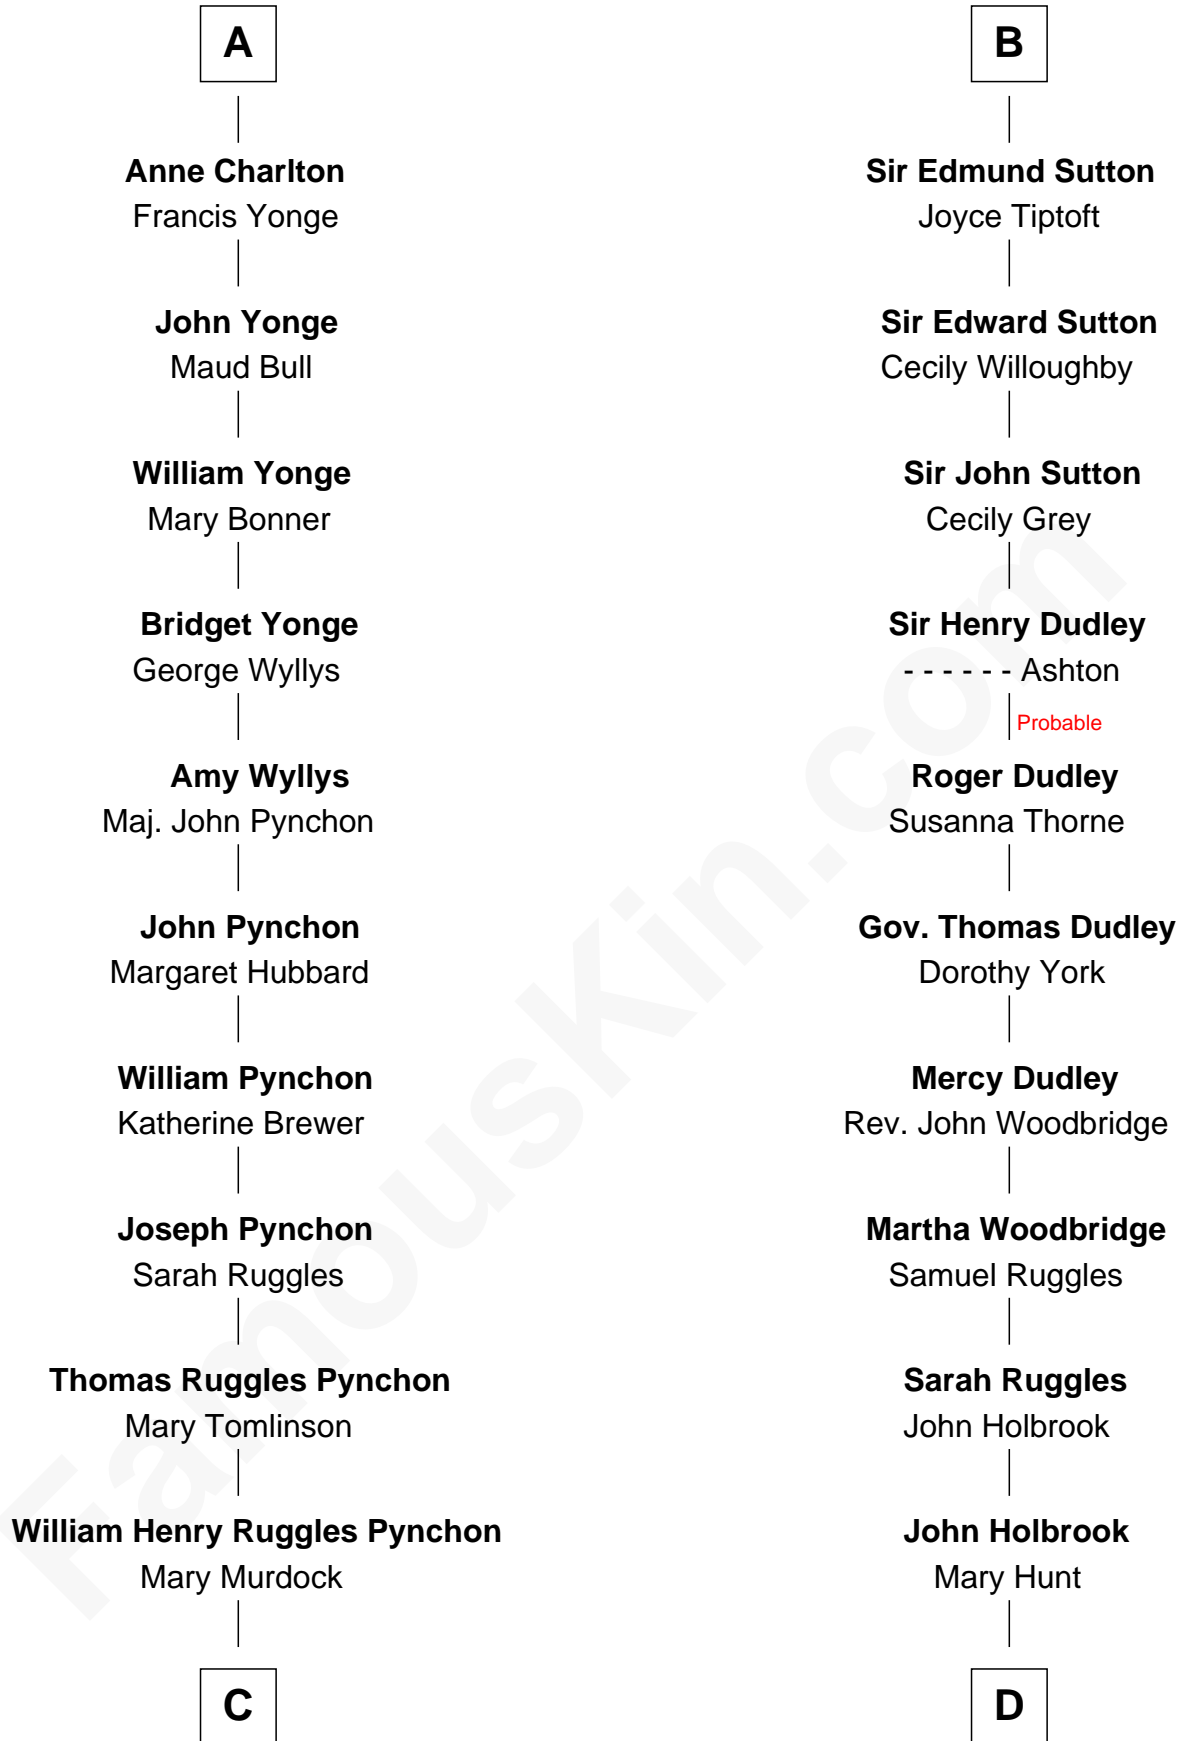 A
Anne Charlton
Francis Yonge
John Yonge
Maud Bull
William Yonge
Mary Bonner
Bridget Yonge
George Wyllys
Amy Wyllys
Maj. John Pynchon
John Pynchon
Margaret Hubbard
William Pynchon
Katherine Brewer
Joseph Pynchon
Sarah Ruggles
Thomas Ruggles Pynchon
Mary Tomlinson
William Henry Ruggles Pynchon
Mary Murdock
C
B
Sir Edmund Sutton
Joyce Tiptoft
Sir Edward Sutton
Cecily Willoughby
Sir John Sutton
Cecily Grey
Sir Henry Dudley
- - - - - - Ashton
Probable
Roger Dudley
Susanna Thorne
Gov. Thomas Dudley
Dorothy York
Mercy Dudley
Rev. John Woodbridge
Martha Woodbridge
Samuel Ruggles
Sarah Ruggles
John Holbrook
John Holbrook
Mary Hunt
D
FamousKin.com